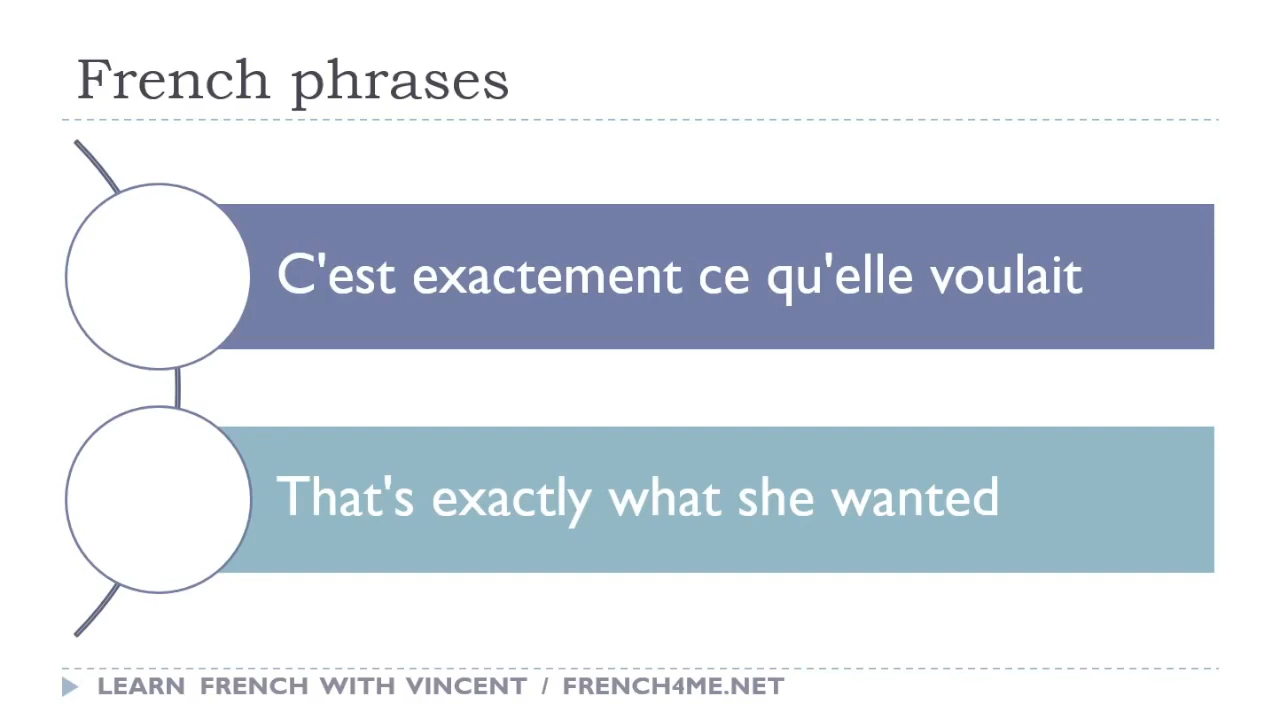 French phrases
C'est exactement ce qu'elle voulait
That's exactly what she wanted
LEARN FRENCH WITH VINCENT / FRENCH4ME.NET